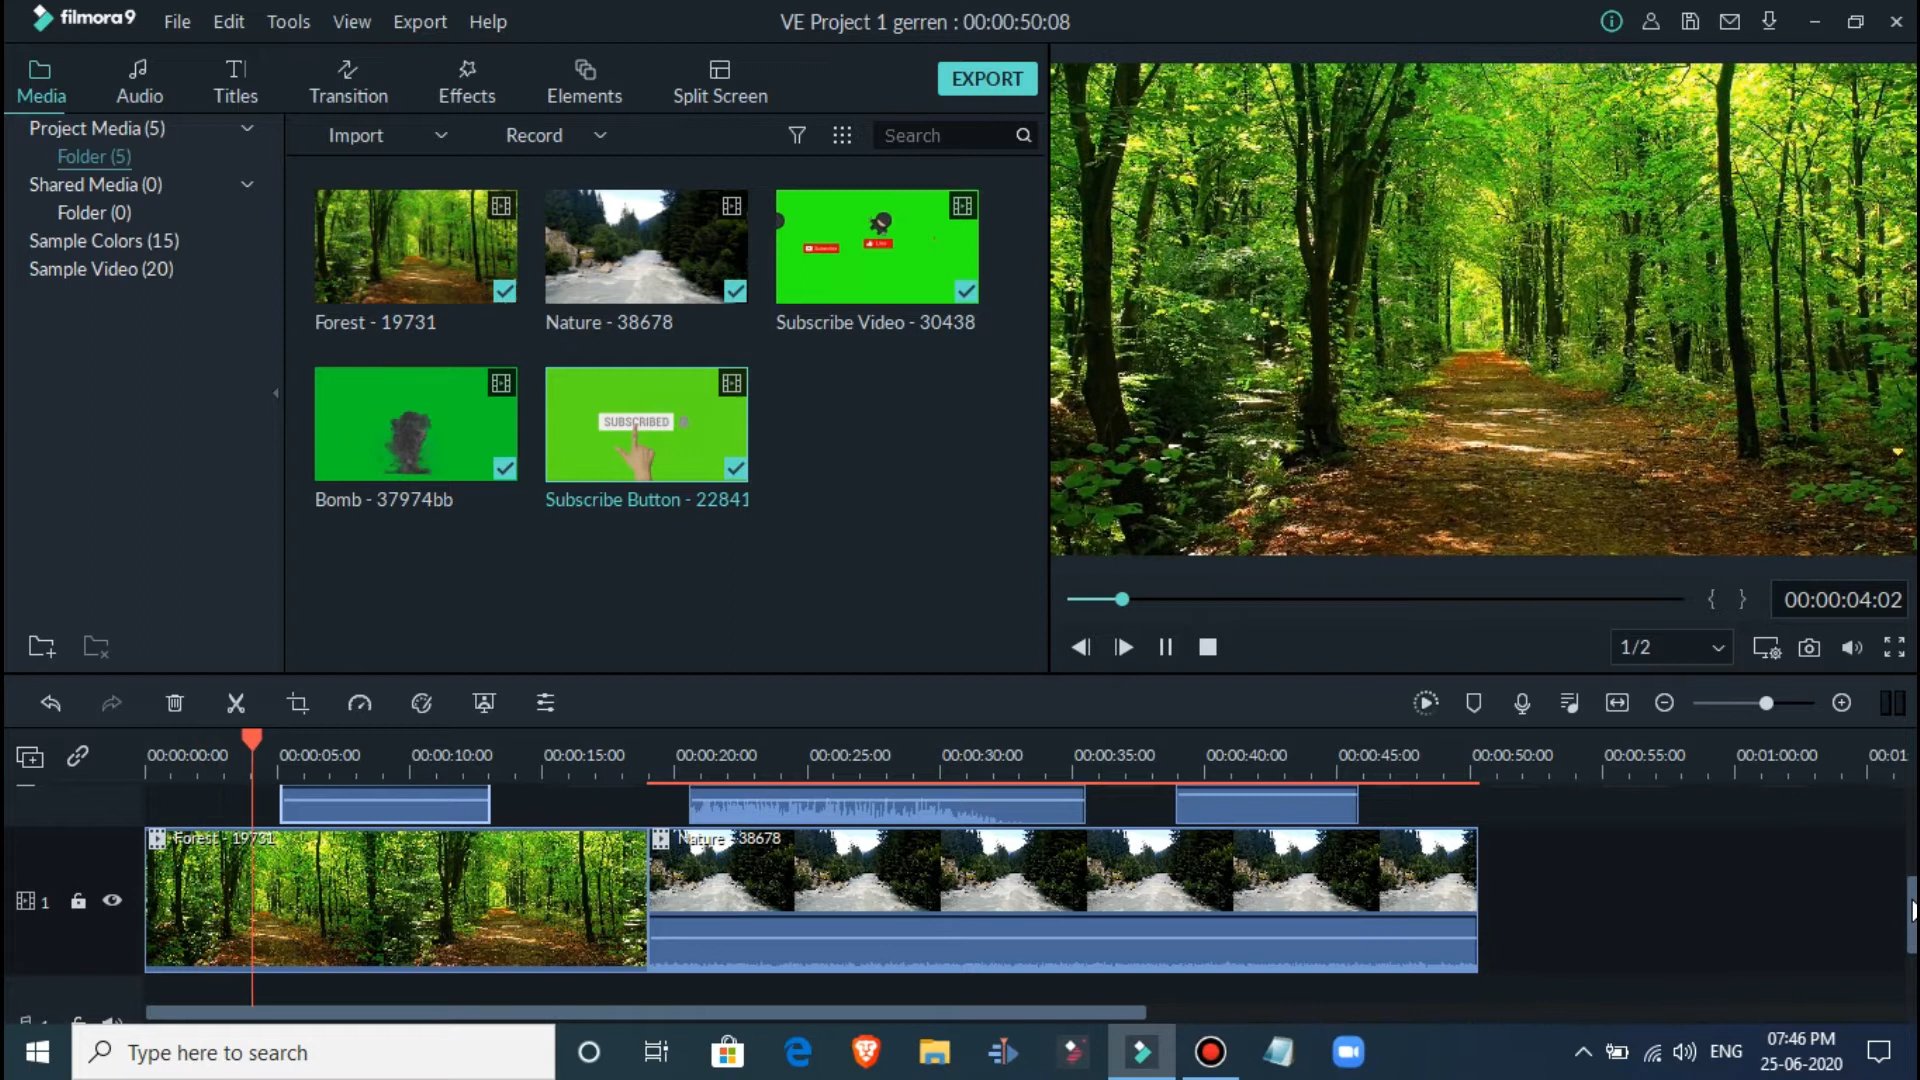 filmora9 File Edit Tools View Export Help VE Project 1 gerren : 00:00:50:08
Media Audio Titles Transition Effects Elements Split Screen EXPORT
Project Media (5)
Folder (5)
Shared Media (0)
Folder (0)
Sample Colors (15)
Sample Video (20)
Import Record Search
Forest - 19731 Nature - 38678 Subscribe Video - 30438
SUBSCRIBED
Bomb - 37974bb Subscribe Button - 22841
{ } 00:00:04:02
1/2
00:00:00:00 00:00:05:00 00:00:10:00 00:00:15:00 00:00:20:00 00:00:25:00 00:00:30:00 00:00:35:00 00:00:40:00 00:00:45:00 00:00:50:00 00:00:55:00 00:01:00:00 00:01:
Forest - 19731 Nature - 38678
1
Type here to search ENG 07:46 PM
25-06-2020